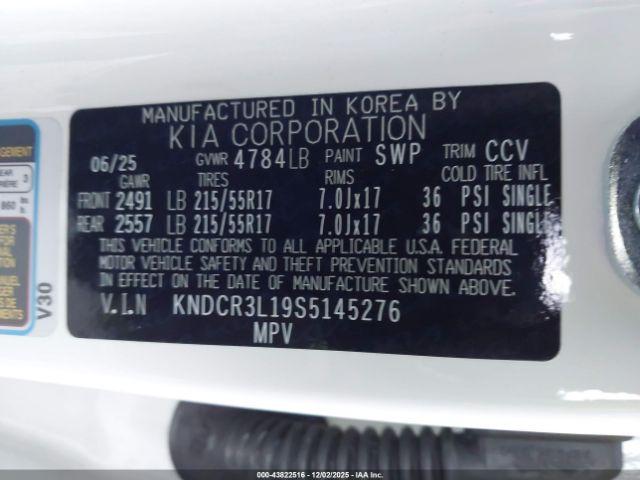 MANUFACTURED IN KOREA BY
KIA CORPORATION
06/25 GVWR 4784LB PAINT SWP TRIM CCV
GAWR TIRES RIMS COLD TIRE INFL
FRONT 2491 LB 215/55R17 7.0Jx17 36 PSI SINGLE
REAR 2557 LB 215/55R17 7.0Jx17 36 PSI SINGLE
THIS VEHICLE CONFORMS TO ALL APPLICABLE U.S.A. FEDERAL
MOTOR VEHICLE SAFETY AND THEFT PREVENTION STANDARDS
IN EFFECT ON THE DATE OF MANUFACTURE SHOWN ABOVE.
V.I.N KNDCR3L19S5145276
MPV
V30
3
860
000-43822516 - 12/02/2025 - IAA Inc.